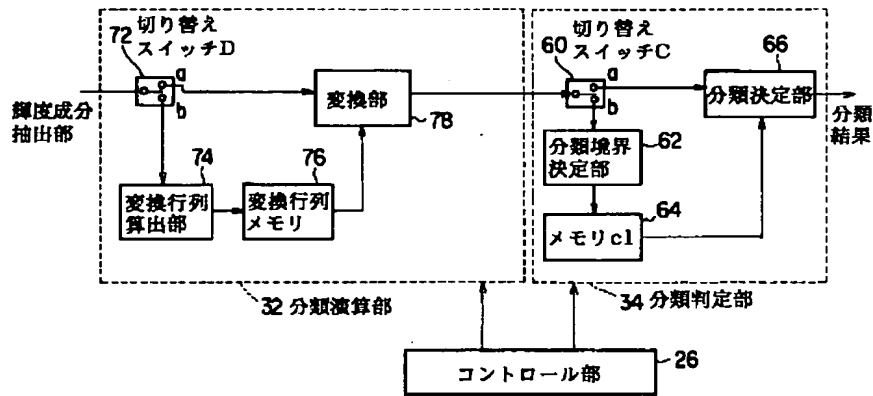 72
切り替え
スイッチD
a
b
輝度成分
抽出部
変換部
78
74
変換行列
算出部
76
変換行列
メモリ
32 分類演算部
60
切り替え
スイッチC
a
b
66
分類決定部
分類
結果
分類境界
決定部
62
メモリc1
64
34 分類判定部
コントロール部
26